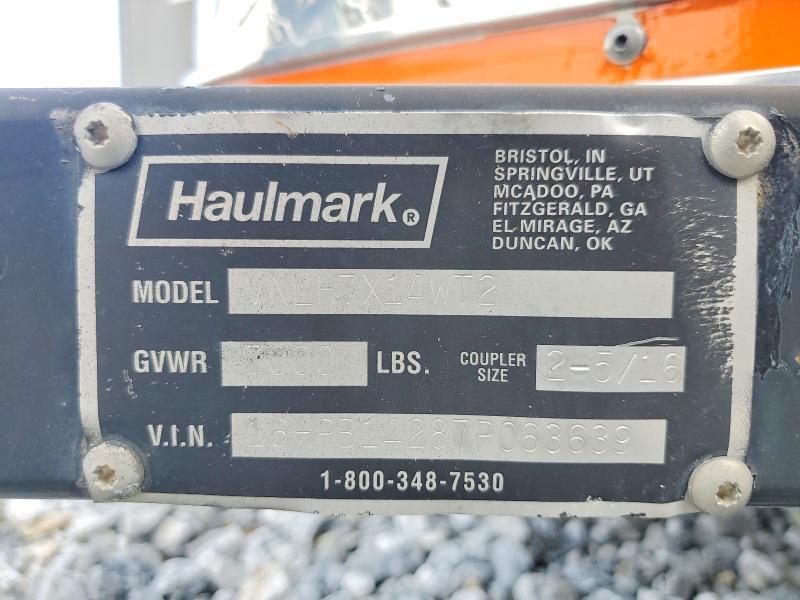 Haulmark®
BRISTOL, IN
SPRINGVILLE, UT
MCADOO, PA
FITZGERALD, GA
EL MIRAGE, AZ
DUNCAN, OK
MODEL
GVWR 7000 LBS. COUPLER SIZE 2-5/16
V.I.N.
1-800-348-7530